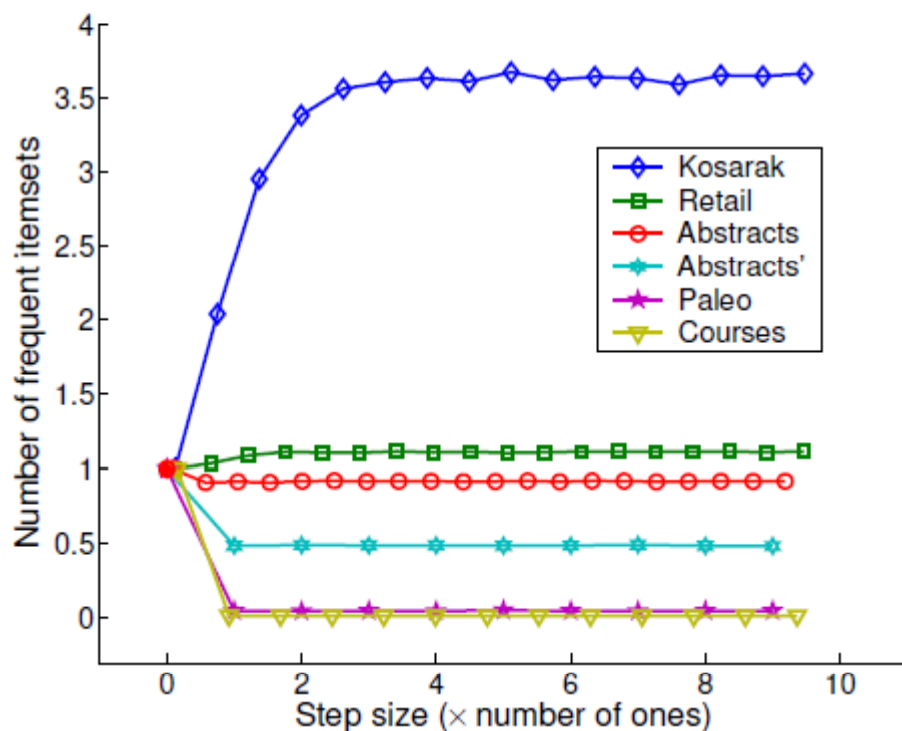 4
3.5
3
2.5
2
1.5
1
0.5
0
Number of frequent itemsets
Kosarak
Retail
Abstracts
Abstracts'
Paleo
Courses
0 2 4 6 8 10
Step size (× number of ones)